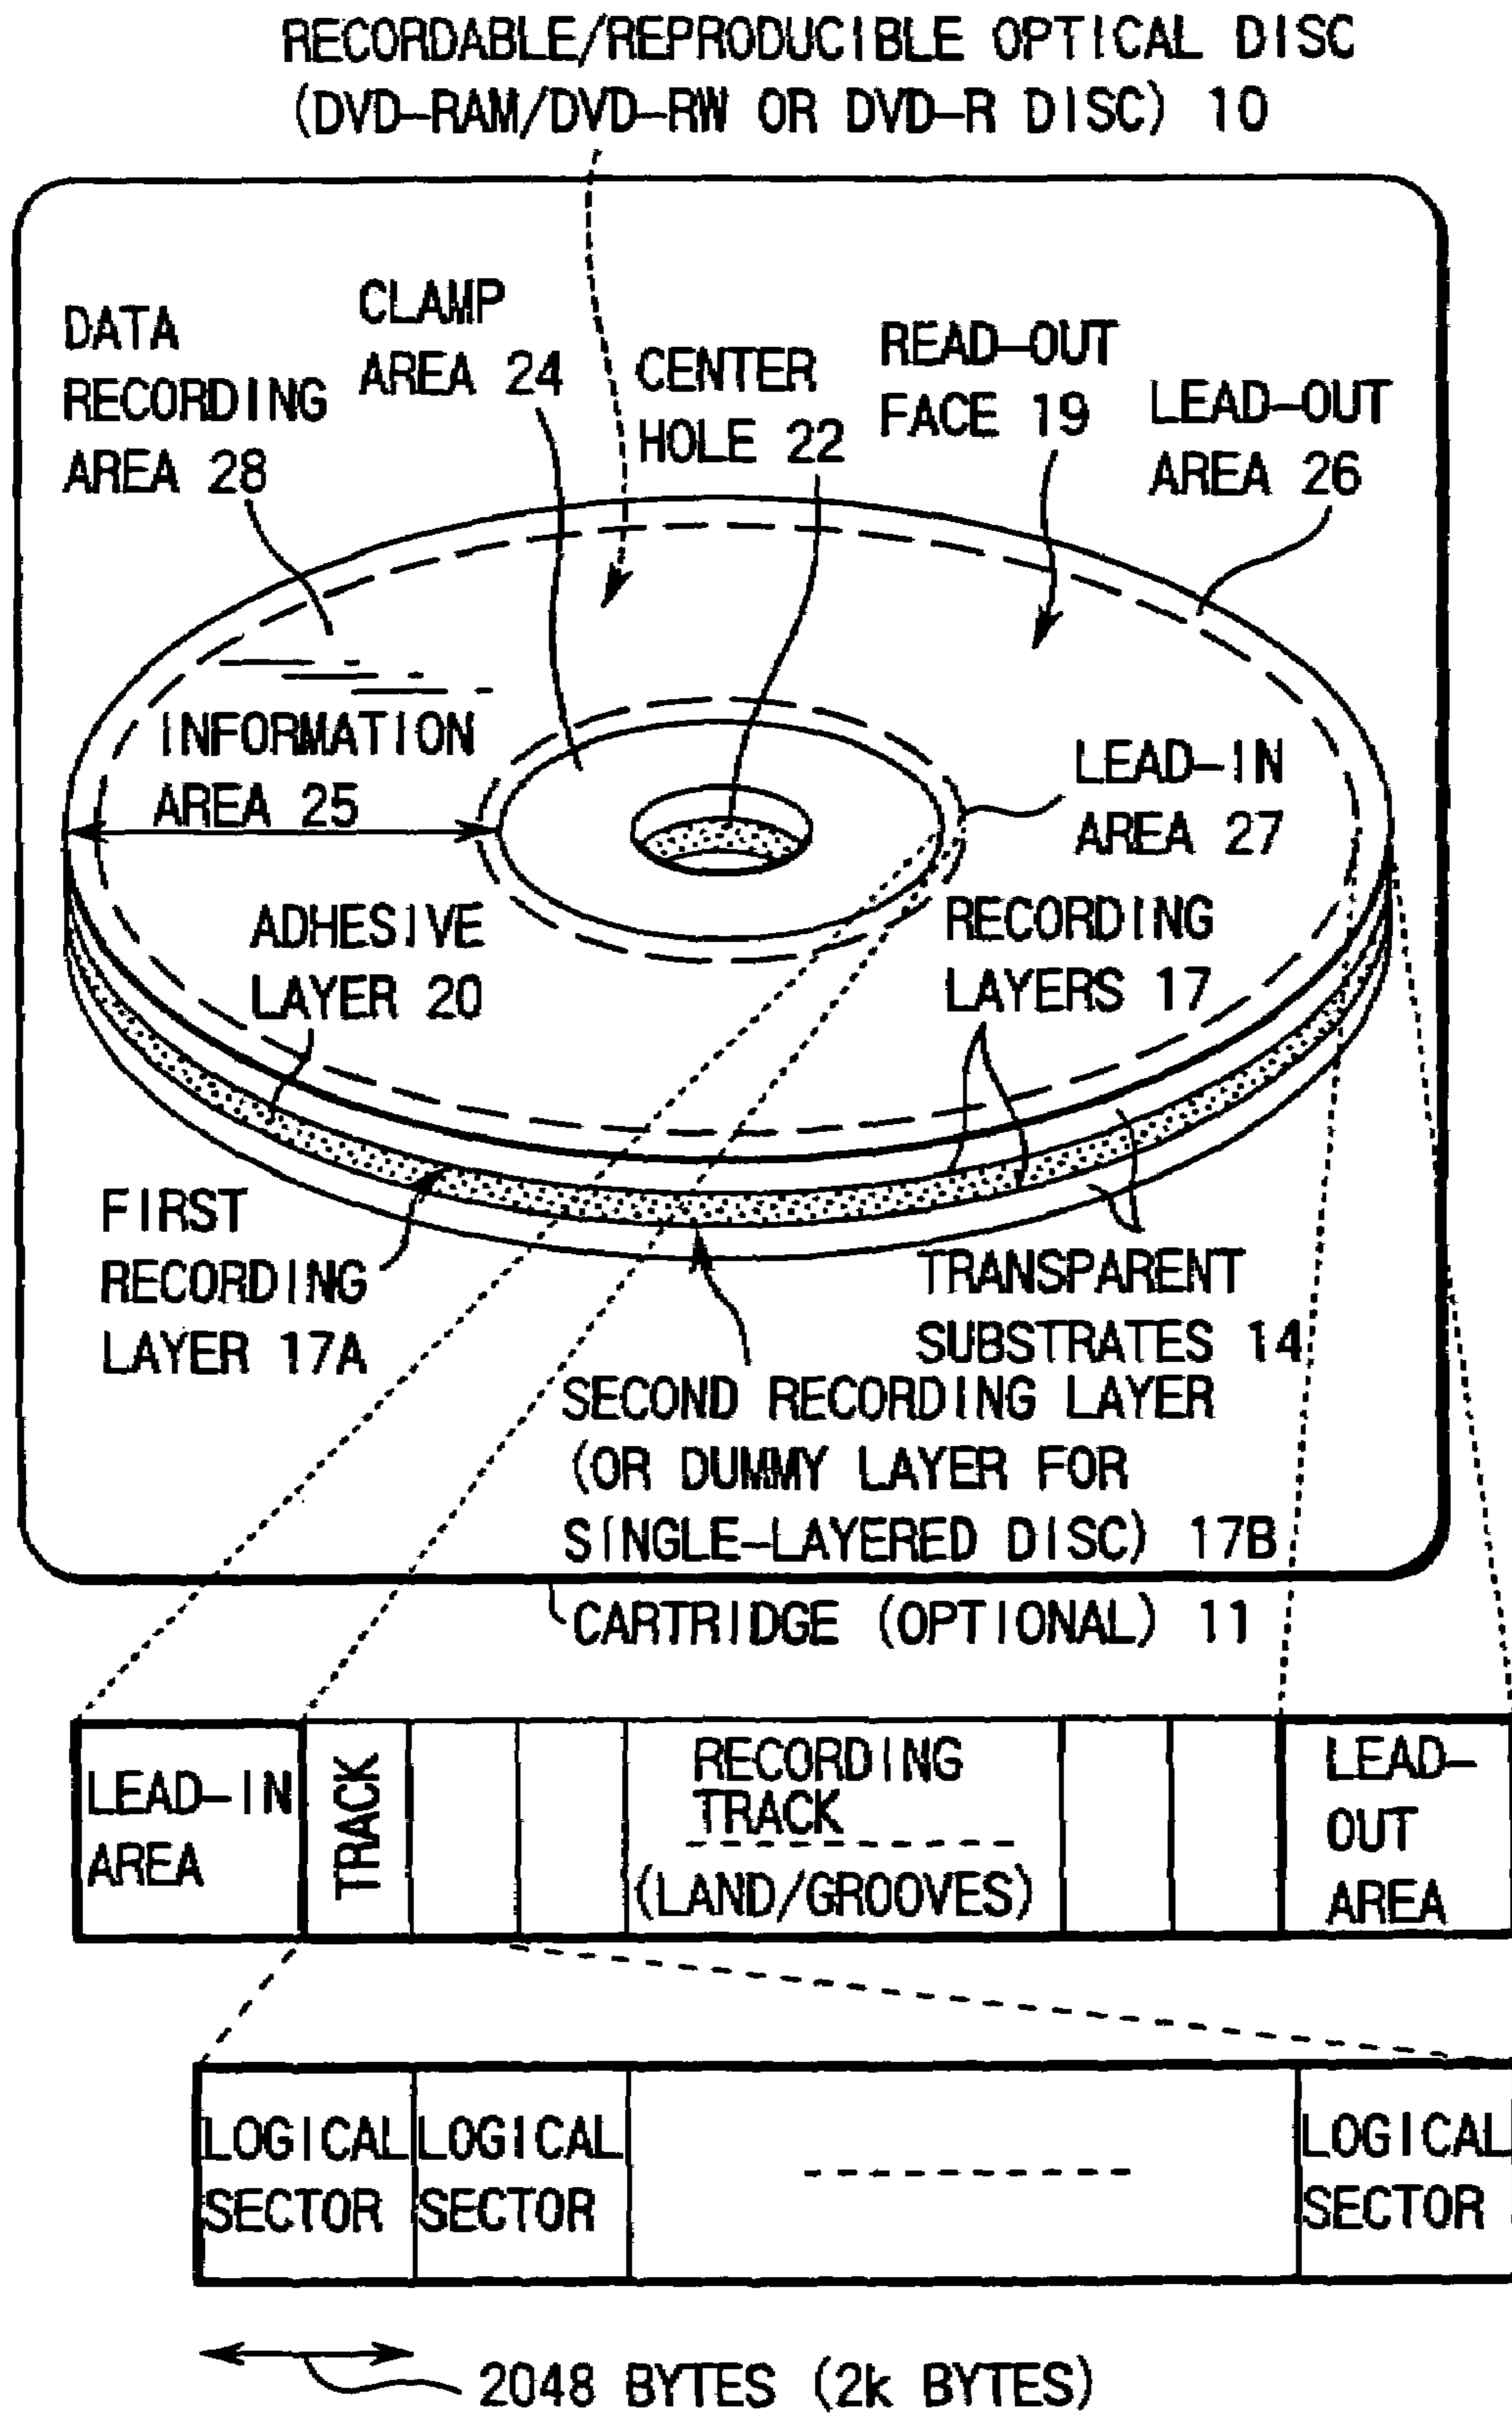 RECORDABLE/REPRODUCIBLE OPTICAL DISC
(DVD-RAM/DVD-RW OR DVD-R DISC) 10
DATA
RECORDING
AREA 28
CLAMP
AREA 24
CENTER
HOLE 22
READ-OUT
FACE 19
LEAD-OUT
AREA 26
INFORMATION
AREA 25
LEAD-IN
AREA 27
ADHESIVE
LAYER 20
RECORDING
LAYERS 17
FIRST
RECORDING
LAYER 17A
TRANSPARENT
SUBSTRATES 14
SECOND RECORDING LAYER
(OR DUMMY LAYER FOR
SINGLE-LAYERED DISC) 17B
CARTRIDGE (OPTIONAL) 11
LEAD-IN
AREA
TRACK
RECORDING
TRACK
(LAND/GROOVES)
LEAD-
OUT
AREA
LOGICAL
SECTOR
LOGICAL
SECTOR
LOGICAL
SECTOR
2048 BYTES (2k BYTES)